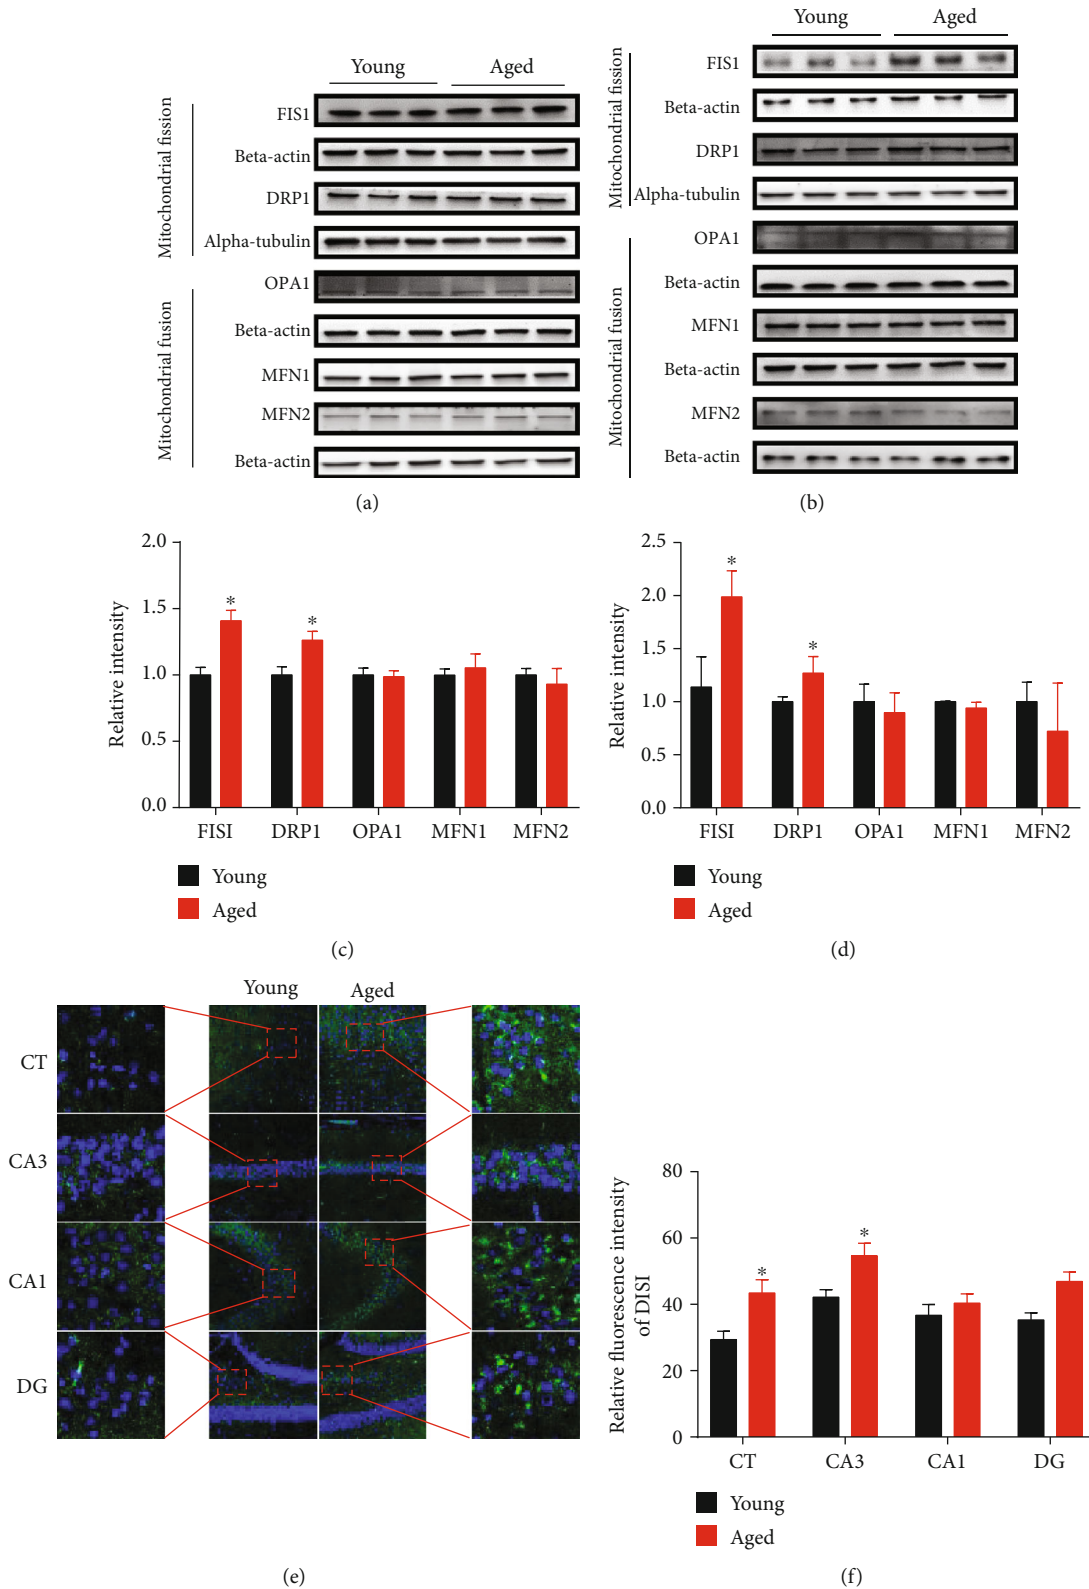 Young Aged
Mitochondrial fission
FIS1
Beta-actin
DRP1
Alpha-tubulin
Mitochondrial fusion
OPA1
Beta-actin
MFN1
MFN2
Beta-actin
(a)
Young Aged
Mitochondrial fission
FIS1
Beta-actin
DRP1
Alpha-tubulin
Mitochondrial fusion
OPA1
Beta-actin
MFN1
Beta-actin
MFN2
Beta-actin
(b)
Relative intensity
2.0
1.5
1.0
0.5
0.0
* *
FISI DRP1 OPA1 MFN1 MFN2
Young
Aged
(c)
Relative intensity
2.5
2.0
1.5
1.0
0.5
0.0
* *
FISI DRP1 OPA1 MFN1 MFN2
Young
Aged
(d)
Young Aged
CT
CA3
CA1
DG
(e)
Relative fluorescence intensity
of DISI
80
60
40
20
0
* *
CT CA3 CA1 DG
Young
Aged
(f)